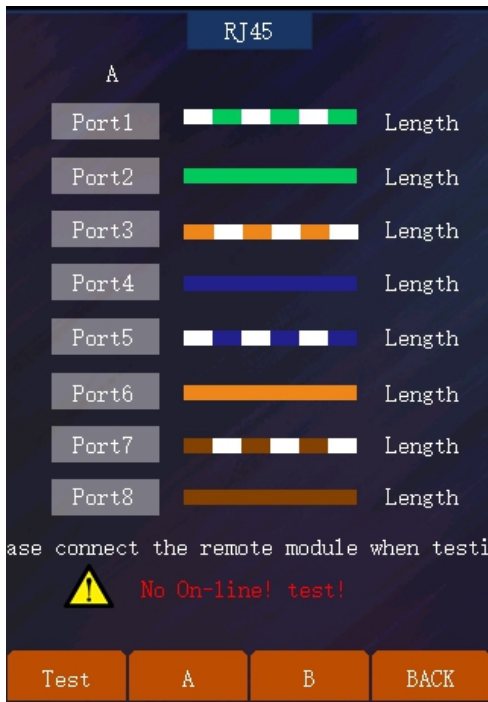 RJ45
A
Port1 Length
Port2 Length
Port3 Length
Port4 Length
Port5 Length
Port6 Length
Port7 Length
Port8 Length
ase connect the remote module when testi
No On-line! test!
Test A B BACK